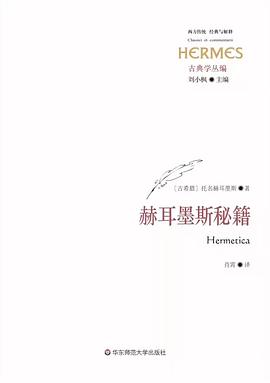 西方传统 经典与解释
Classici et commentarii
HERMES
古典学丛编
刘小枫 ● 主编
[古希腊] 托名赫耳墨斯 ● 著
赫耳墨斯秘籍
Hermetica
肖霄 ● 译
华东师范大学出版社